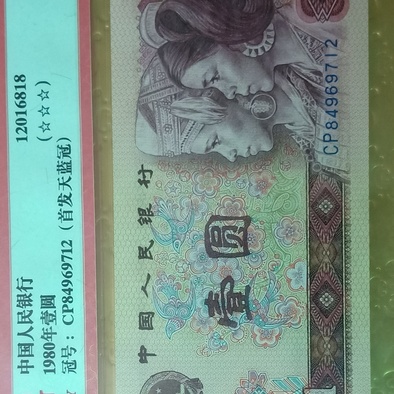 中国人民银行 12016818
1980年壹圆 (☆☆☆)
冠号：CP84969712（首发天蓝冠）
中国人民银行
壹圆
CP84969712